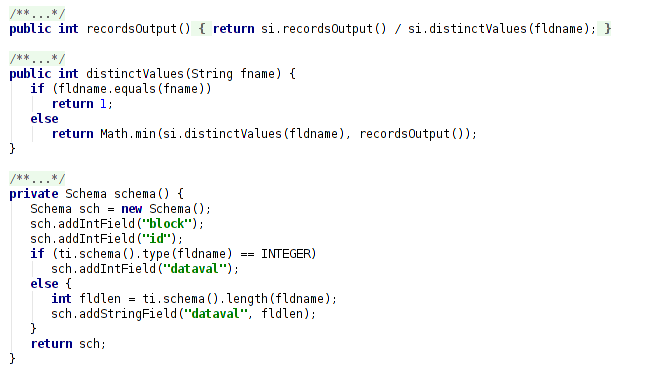 /**...*/
public int recordsOutput() { return si.recordsOutput() / si.distinctValues(fldname); }
/**...*/
public int distinctValues(String fname) {
if (fldname.equals(fname))
return 1;
else
return Math.min(si.distinctValues(fldname), recordsOutput());
}
/**...*/
private Schema schema() {
Schema sch = new Schema();
sch.addIntField("block");
sch.addIntField("id");
if (ti.schema().type(fldname) == INTEGER)
sch.addIntField("dataval");
else {
int fldlen = ti.schema().length(fldname);
sch.addStringField("dataval", fldlen);
}
return sch;
}